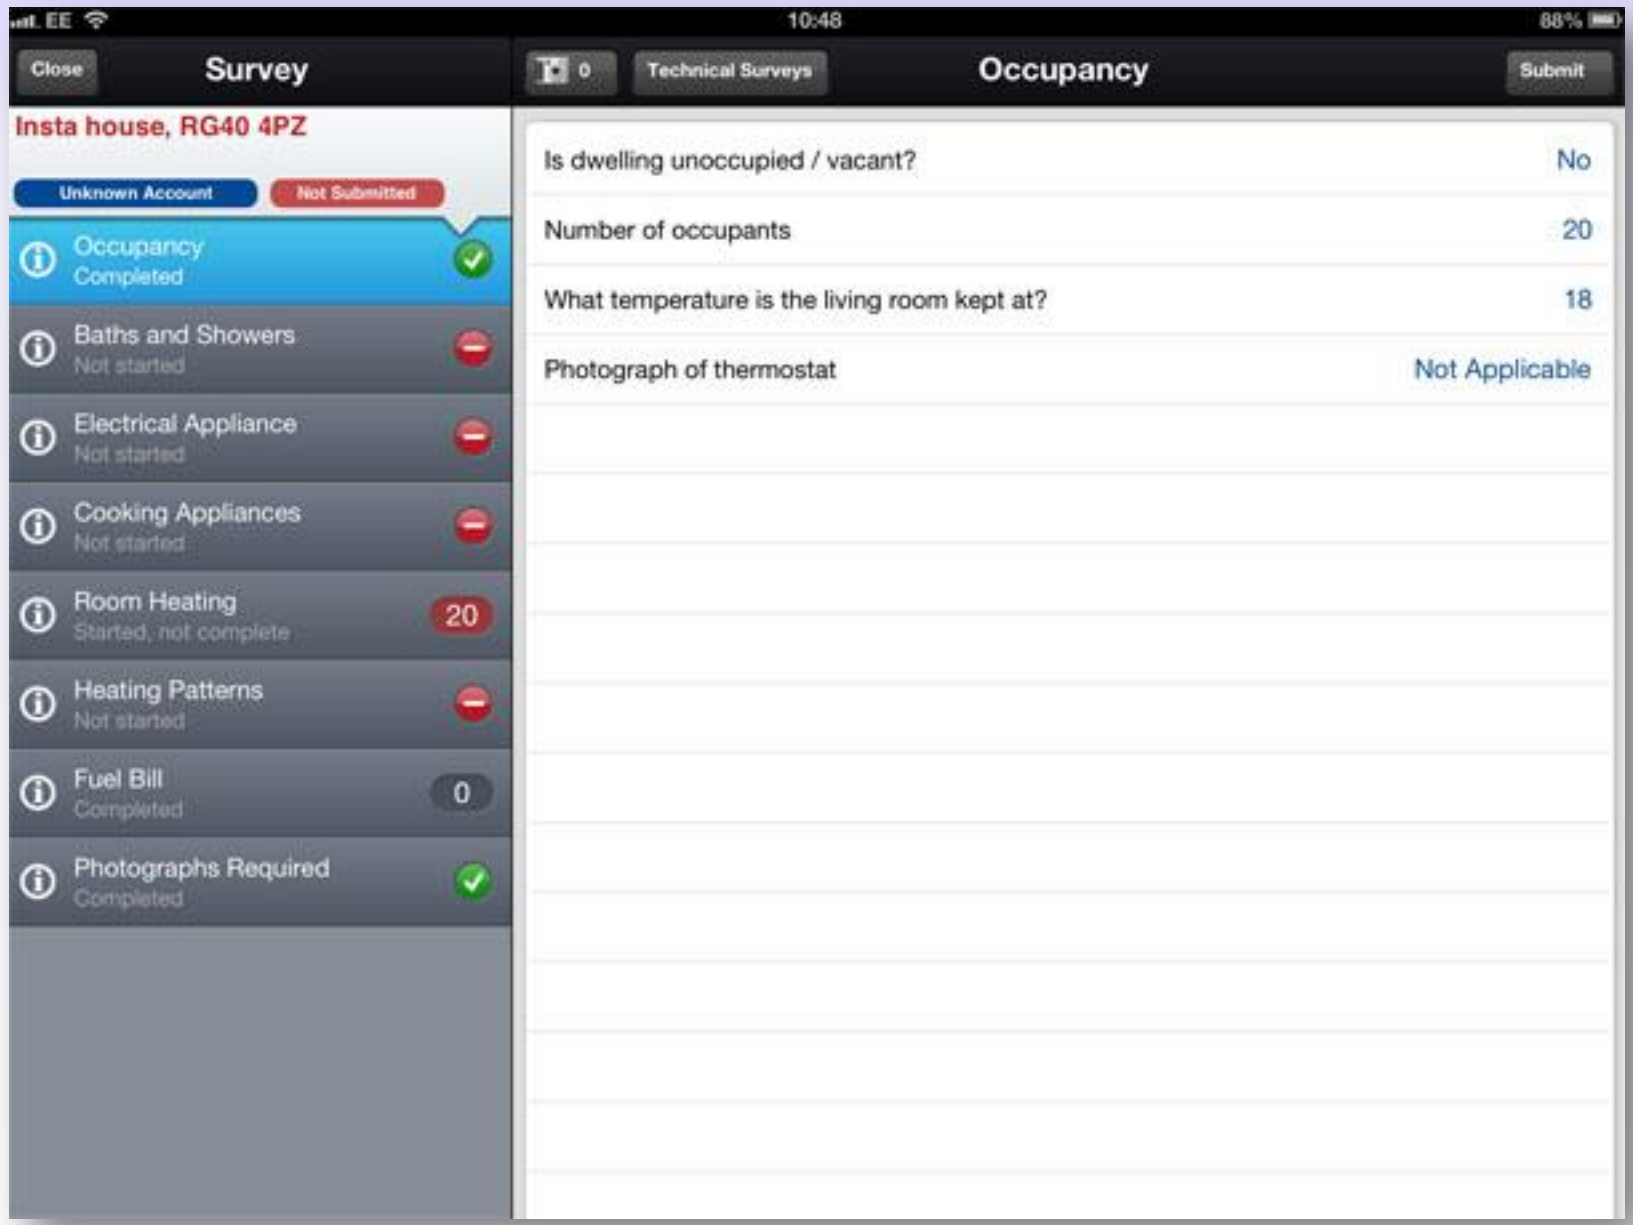 EE 10:48 88%
Close Survey 0 Technical Surveys Occupancy Submit
Insta house, RG40 4PZ
Unknown Account Not Submitted
Occupancy
Completed
Baths and Showers
Not started
Electrical Appliance
Not started
Cooking Appliances
Not started
Room Heating
Started, not complete
20
Heating Patterns
Not started
Fuel Bill
Completed
0
Photographs Required
Completed
Is dwelling unoccupied / vacant? No
Number of occupants 20
What temperature is the living room kept at? 18
Photograph of thermostat Not Applicable